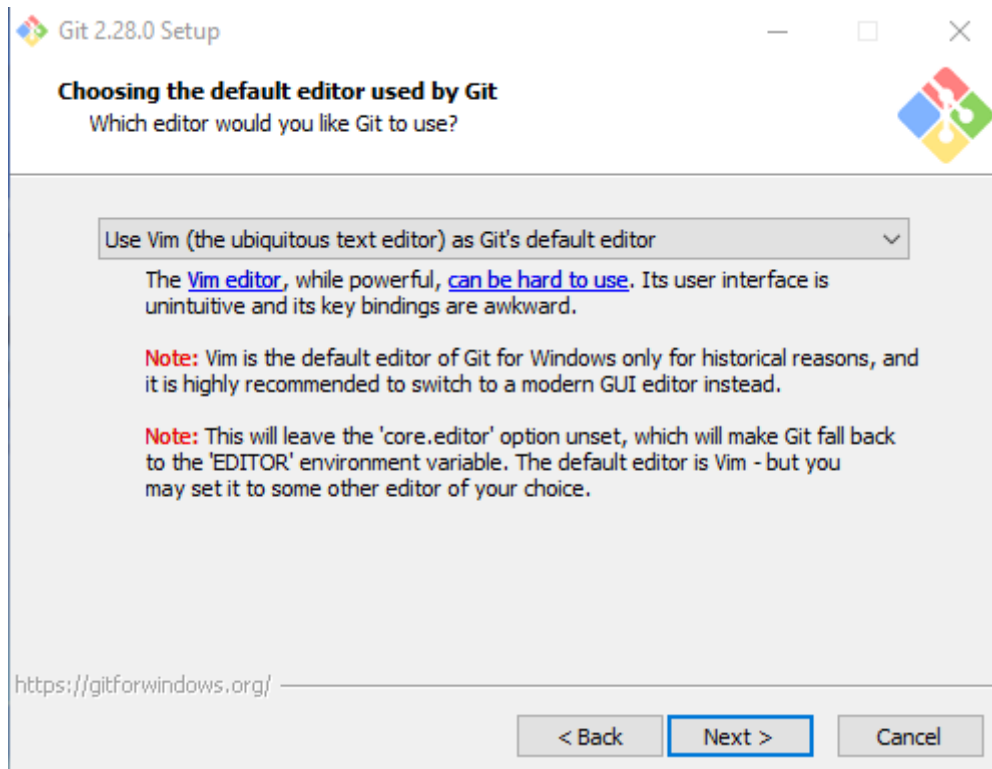 Git 2.28.0 Setup
Choosing the default editor used by Git
Which editor would you like Git to use?
Use Vim (the ubiquitous text editor) as Git's default editor
The Vim editor, while powerful, can be hard to use. Its user interface is
unintuitive and its key bindings are awkward.
Note: Vim is the default editor of Git for Windows only for historical reasons, and
it is highly recommended to switch to a modern GUI editor instead.
Note: This will leave the 'core.editor' option unset, which will make Git fall back
to the 'EDITOR' environment variable. The default editor is Vim - but you
may set it to some other editor of your choice.
https://gitforwindows.org/
< Back Next > Cancel